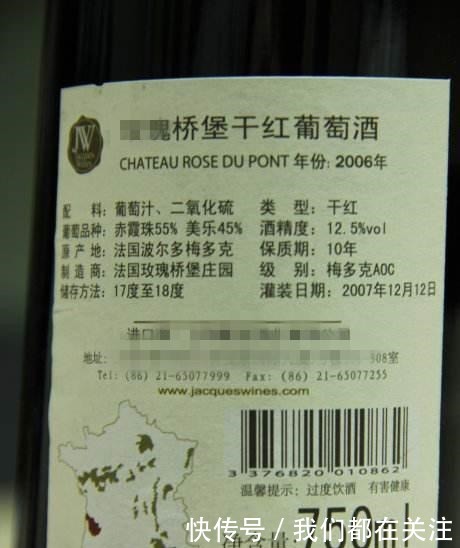 JW
瑰桥堡干红葡萄酒
CHATEAU ROSE DU PONT 年份: 2006年
配 料: 葡萄汁、二氧化硫 类 型: 干红
葡萄品种: 赤霞珠55% 美乐45% 酒精度: 12.5%vol
原产地: 法国波尔多梅多克 保质期: 10年
制造商: 法国玫瑰桥堡庄园 级 别: 梅多克AOC
储存方法: 17度至18度 灌装日期: 2007年12月12日
进口
地址: 808室
Tel: (86) 21-65077999 Fax: (86) 21-65077255
www.jacqueswines.com
3 376820 010862
温馨提示: 过度饮酒 有害健康
750
快传号 / 我们都在关注